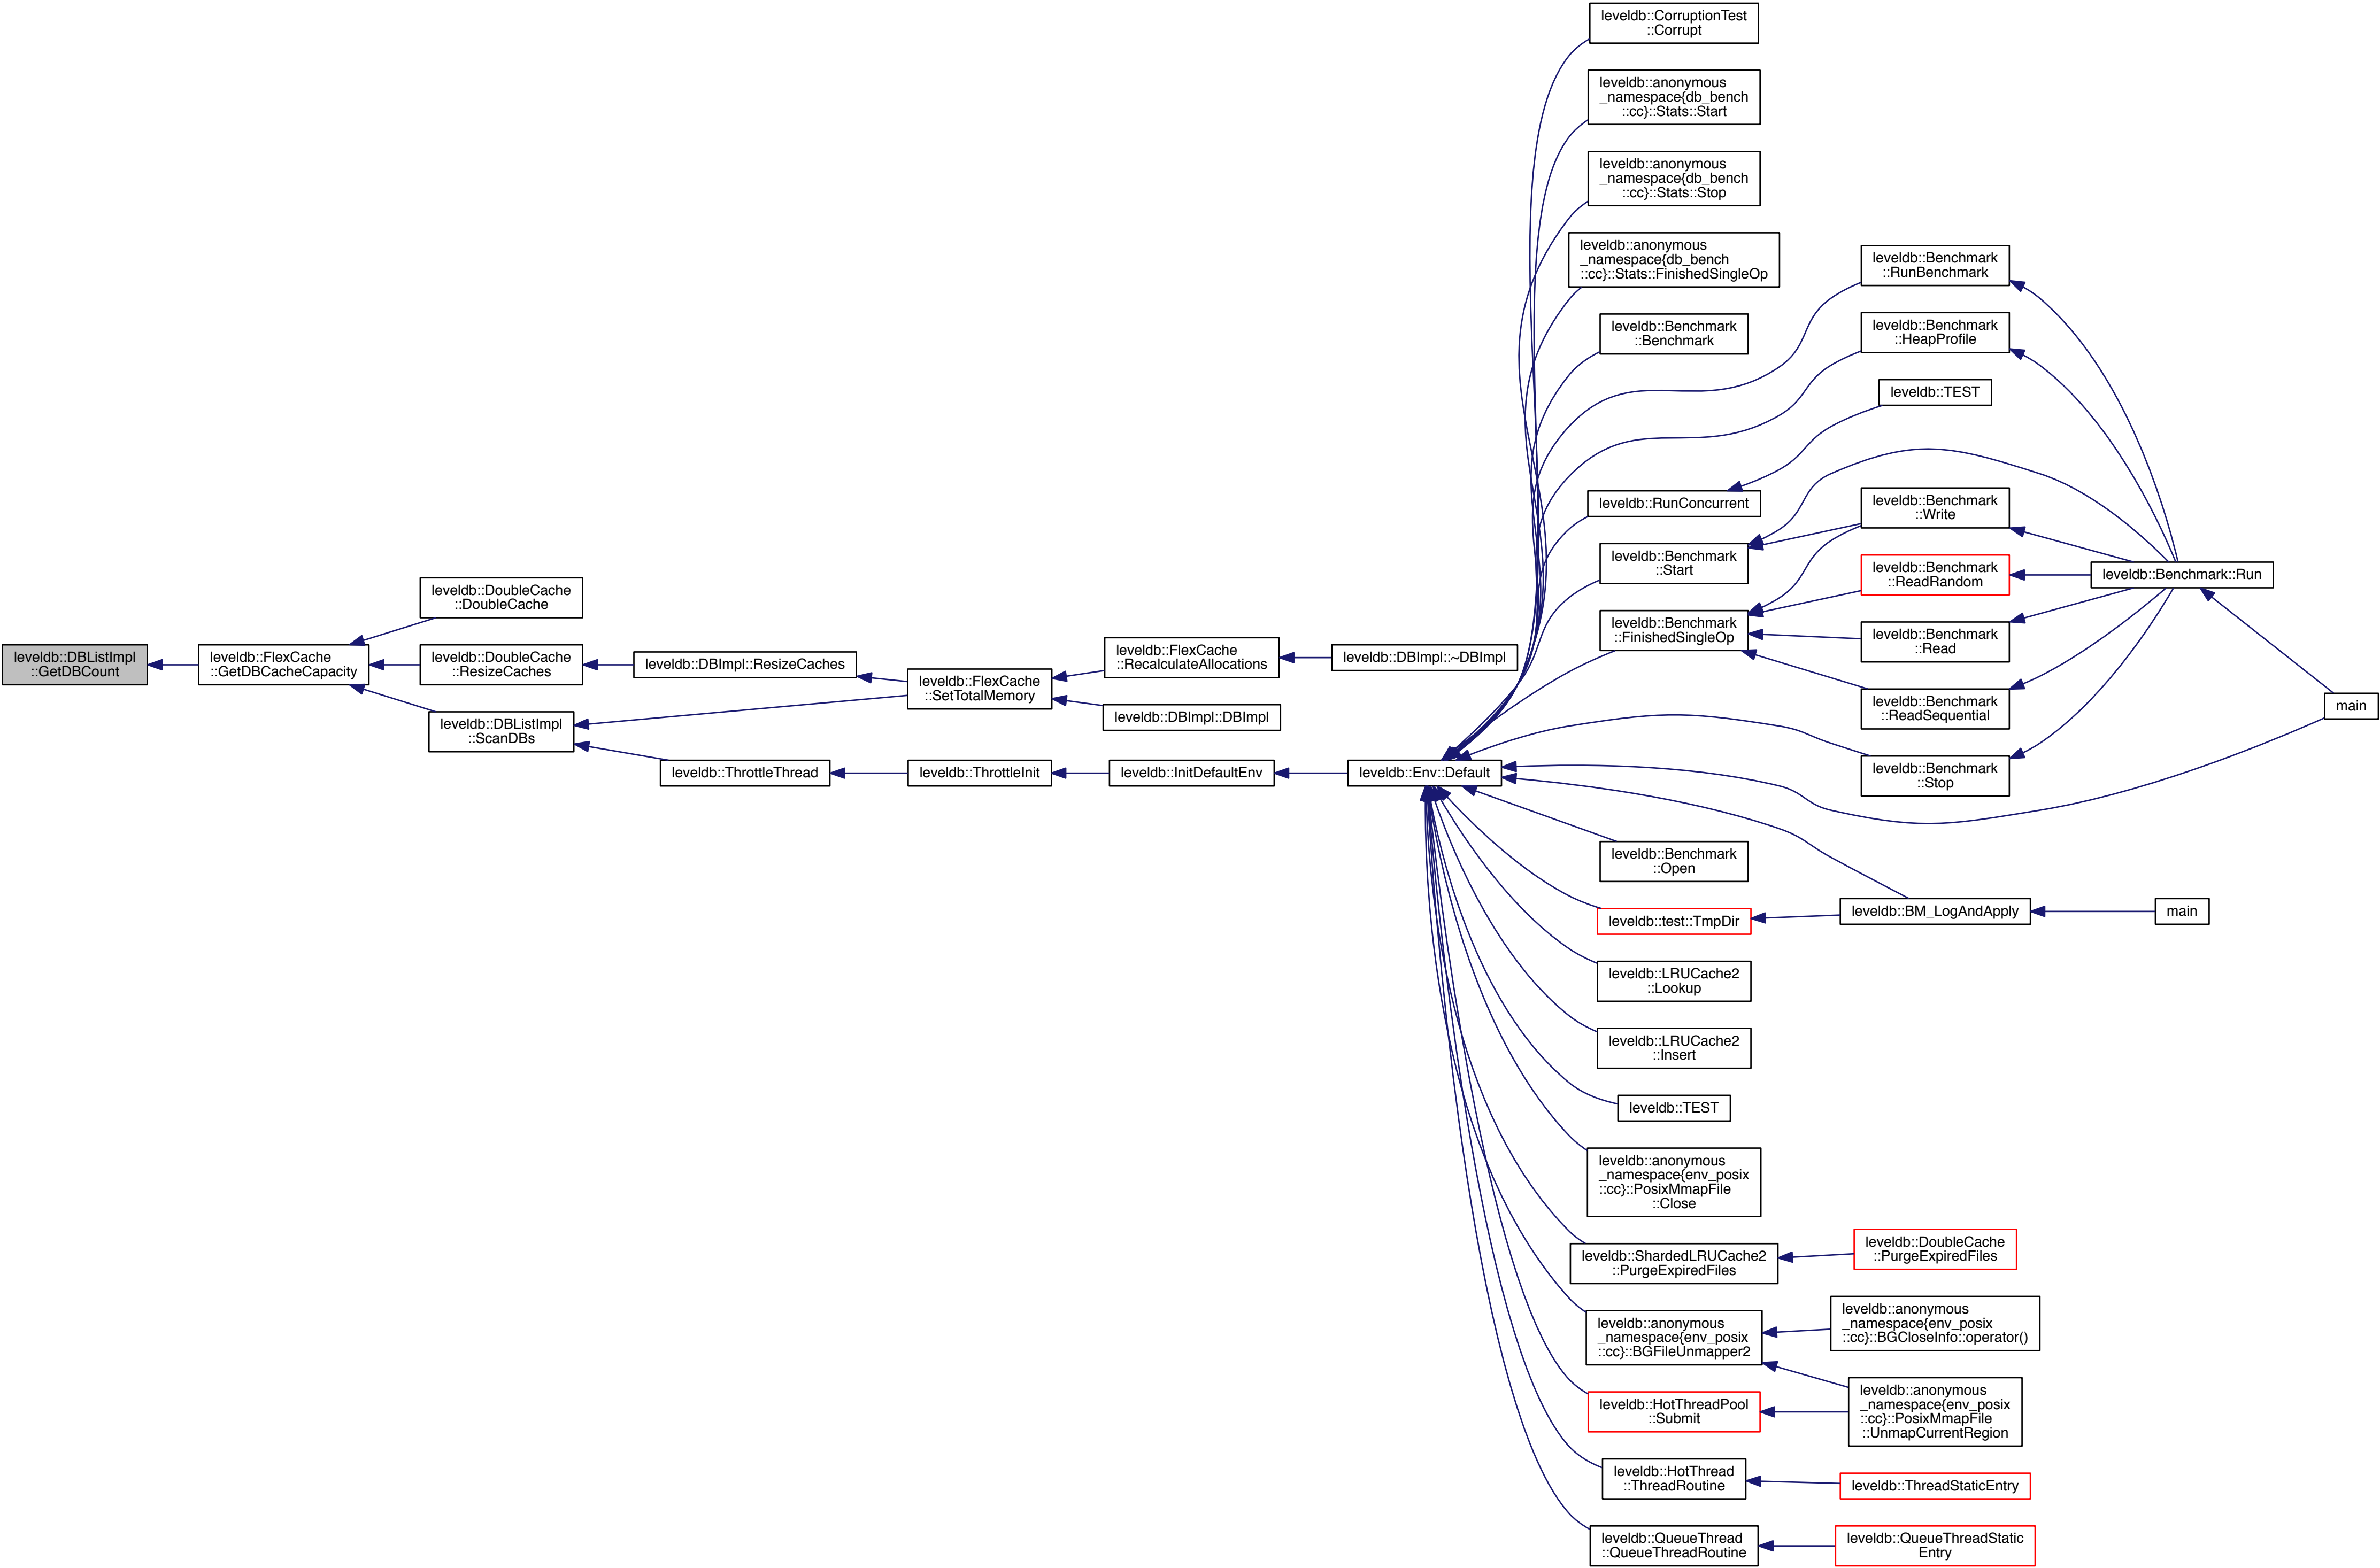 leveldb::DBListImpl
::GetDBCount
leveldb::FlexCache
::GetDBCacheCapacity
leveldb::DoubleCache
::DoubleCache
leveldb::DoubleCache
::ResizeCaches
leveldb::DBListImpl
::ScanDBs
leveldb::DBImpl::ResizeCaches
leveldb::ThrottleThread
leveldb::FlexCache
::SetTotalMemory
leveldb::ThrottleInit
leveldb::FlexCache
::RecalculateAllocations
leveldb::DBImpl::DBImpl
leveldb::InitDefaultEnv
leveldb::DBImpl::~DBImpl
leveldb::Env::Default
leveldb::CorruptionTest
::Corrupt
leveldb::anonymous
_namespace{db_bench
::cc}::Stats::Start
leveldb::anonymous
_namespace{db_bench
::cc}::Stats::Stop
leveldb::anonymous
_namespace{db_bench
::cc}::Stats::FinishedSingleOp
leveldb::Benchmark
::Benchmark
leveldb::RunConcurrent
leveldb::Benchmark
::Start
leveldb::Benchmark
::FinishedSingleOp
leveldb::Benchmark
::Open
leveldb::test::TmpDir
leveldb::LRUCache2
::Lookup
leveldb::LRUCache2
::Insert
leveldb::TEST
leveldb::anonymous
_namespace{env_posix
::cc}::PosixMmapFile
::Close
leveldb::ShardedLRUCache2
::PurgeExpiredFiles
leveldb::anonymous
_namespace{env_posix
::cc}::BGFileUnmapper2
leveldb::HotThreadPool
::Submit
leveldb::HotThread
::ThreadRoutine
leveldb::QueueThread
::QueueThreadRoutine
leveldb::Benchmark
::RunBenchmark
leveldb::Benchmark
::HeapProfile
leveldb::TEST
leveldb::Benchmark
::Write
leveldb::Benchmark
::ReadRandom
leveldb::Benchmark
::Read
leveldb::Benchmark
::ReadSequential
leveldb::Benchmark
::Stop
leveldb::BM_LogAndApply
leveldb::DoubleCache
::PurgeExpiredFiles
leveldb::anonymous
_namespace{env_posix
::cc}::BGCloseInfo::operator()
leveldb::anonymous
_namespace{env_posix
::cc}::PosixMmapFile
::UnmapCurrentRegion
leveldb::ThreadStaticEntry
leveldb::QueueThreadStatic
Entry
leveldb::Benchmark::Run
main
main